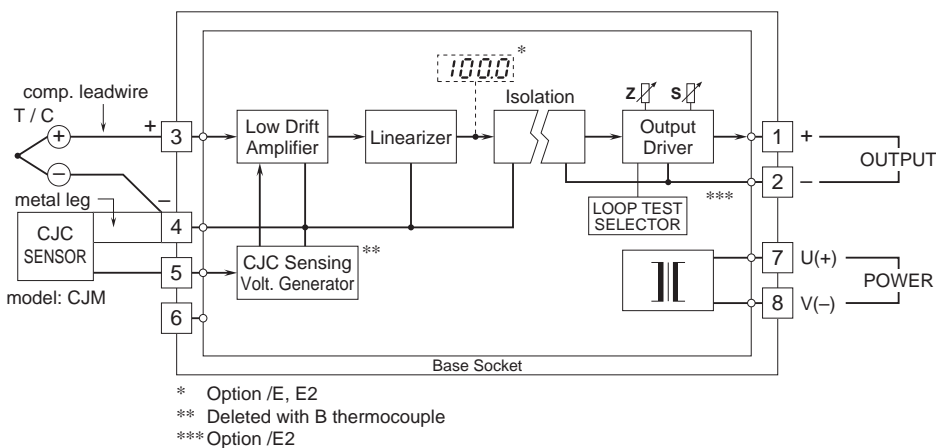 *
100.0
comp. leadwire
Isolation
Z
S
T / C
+
+
3
Low Drift
Amplifier
Linearizer
Output
Driver
1
+
OUTPUT
–
2
–
***
metal leg
–
4
LOOP TEST
SELECTOR
CJC
SENSOR
5
CJC Sensing
Volt. Generator
**
7
U(+)
POWER
8
V(–)
model: CJM
6
Base Socket
* Option /E, E2
** Deleted with B thermocouple
*** Option /E2